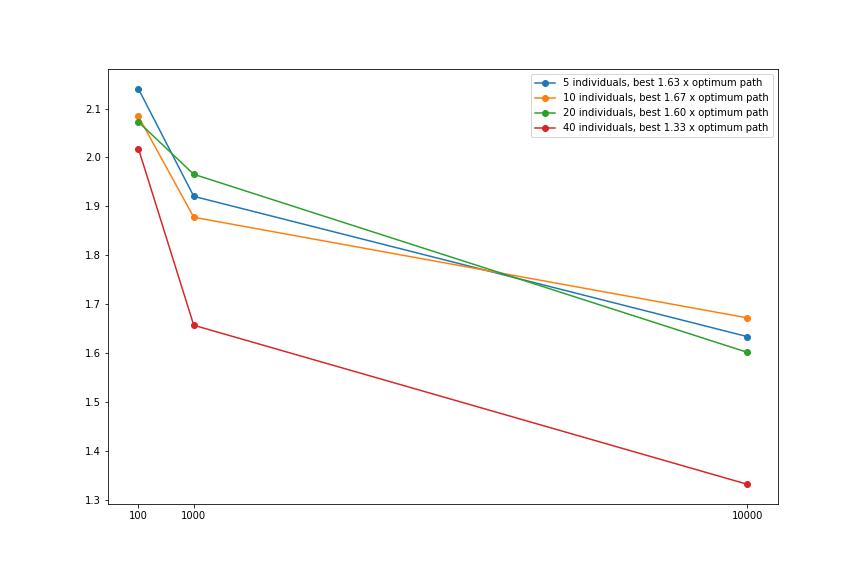 5 individuals, best 1.63 x optimum path
10 individuals, best 1.67 x optimum path
20 individuals, best 1.60 x optimum path
40 individuals, best 1.33 x optimum path
2.1
2.0
1.9
1.8
1.7
1.6
1.5
1.4
1.3
100 1000 10000